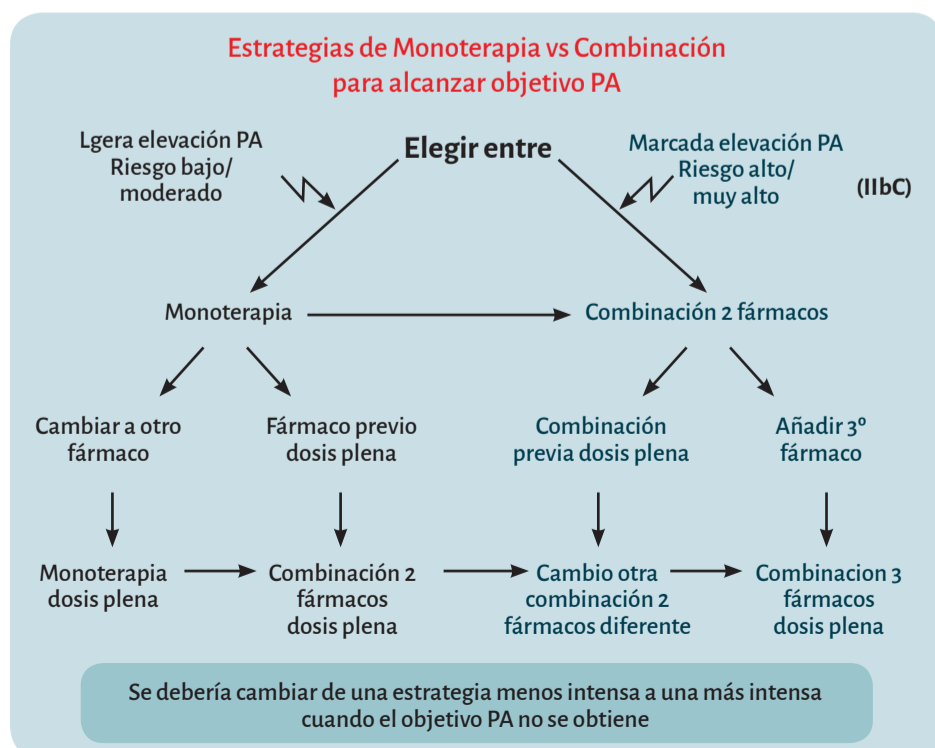 Estrategias de Monoterapia vs Combinación
para alcanzar objetivo PA
Lgera elevación PA
Riesgo bajo/
moderado
Elegir entre
Marcada elevación PA
Riesgo alto/
muy alto
(IIbC)
Monoterapia
Combinación 2 fármacos
Cambiar a otro
fármaco
Fármaco previo
dosis plena
Combinación
previa dosis plena
Añadir 3º
fármaco
Monoterapia
dosis plena
Combinación 2
fármacos
dosis plena
Cambio otra
combinación 2
fármacos diferente
Combinacion 3
fármacos
dosis plena
Se debería cambiar de una estrategia menos intensa a una más intensa
cuando el objetivo PA no se obtiene